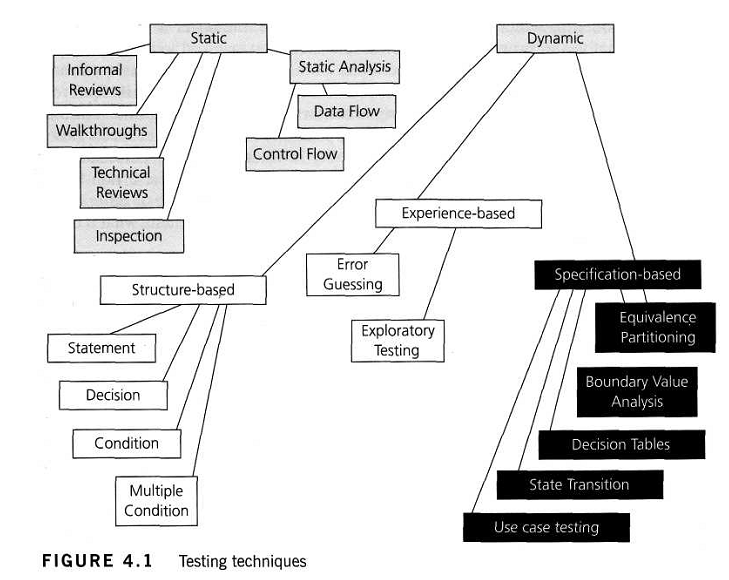 Static
Dynamic
Informal
Reviews
Static Analysis
Data Flow
Walkthroughs
Control Flow
Technical
Reviews
Experience-based
Inspection
Error
Guessing
Specification-based
Structure-based
Equivalence
Partitioning
Statement
Exploratory
Testing
Boundary Value
Analysis
Decision
Condition
Decision Tables
State Transition
Multiple
Condition
Use case testing
FIGURE 4.1 Testing techniques